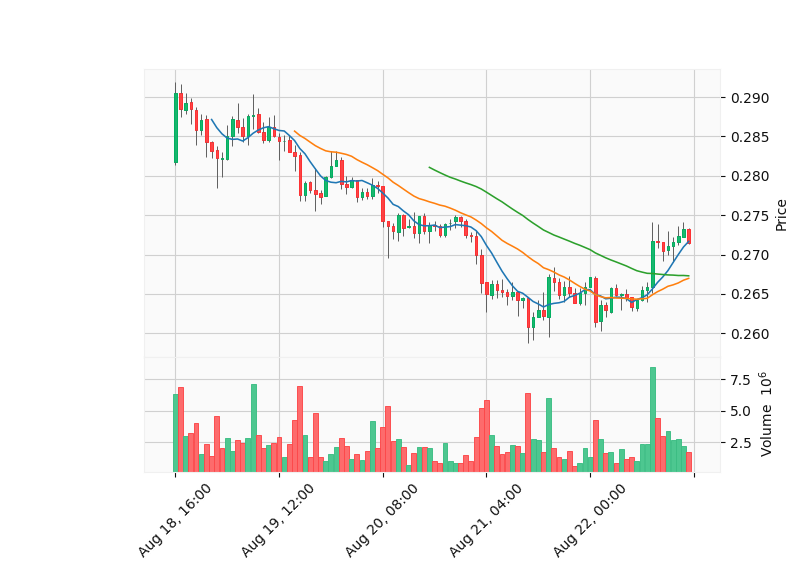 0.290
0.285
0.280
0.275
0.270
0.265
0.260
Price
7.5
5.0
2.5
Volume 10^6
Aug 18, 16:00
Aug 19, 12:00
Aug 20, 08:00
Aug 21, 04:00
Aug 22, 00:00